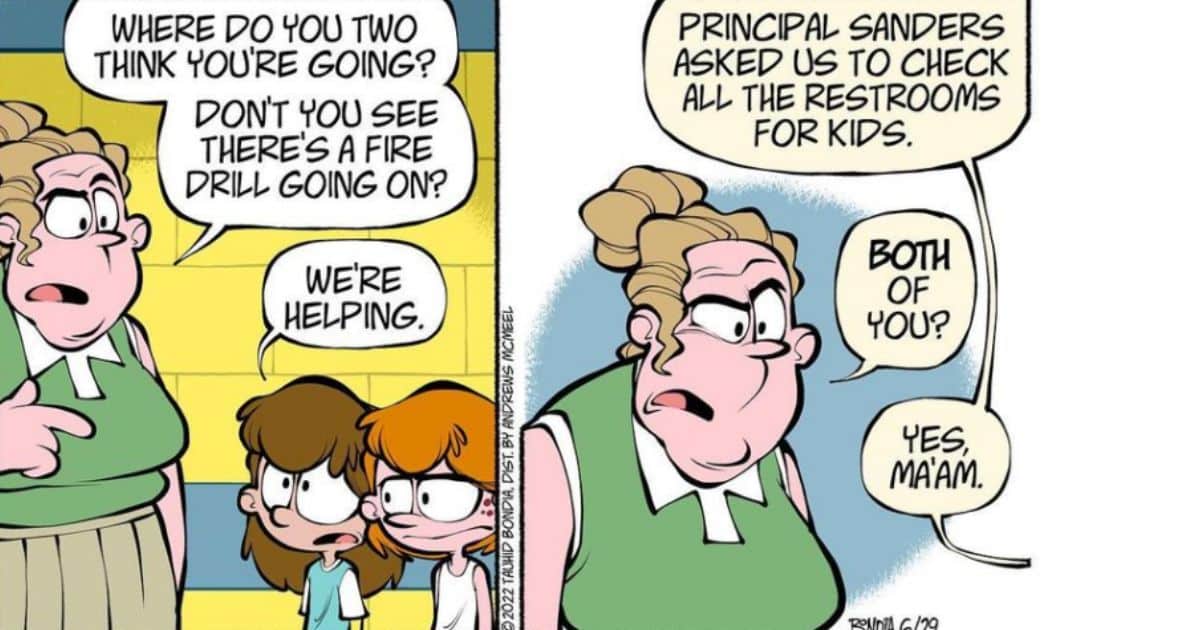 WHERE DO YOU TWO
THINK YOU'RE GOING?
DON'T YOU SEE
THERE'S A FIRE
DRILL GOING ON?
WE'RE
HELPING.
© 2022 TAUHID BONDIA, DIST. BY ANDREWS MCMEEL
PRINCIPAL SANDERS
ASKED US TO CHECK
ALL THE RESTROOMS
FOR KIDS.
BOTH
OF
YOU?
YES,
MA'AM.
BONDIA 6/29